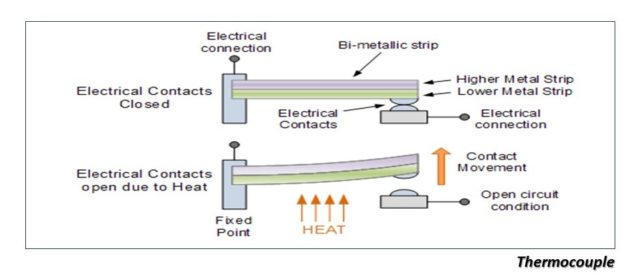 Electrical
connection
Bi-metallic strip
Electrical Contacts
Closed
Higher Metal Strip
Lower Metal Strip
Electrical
Contacts
Electrical
connection
Electrical Contacts
open due to Heat
Contact
Movement
Open circuit
condition
Fixed
Point
HEAT
Thermocouple